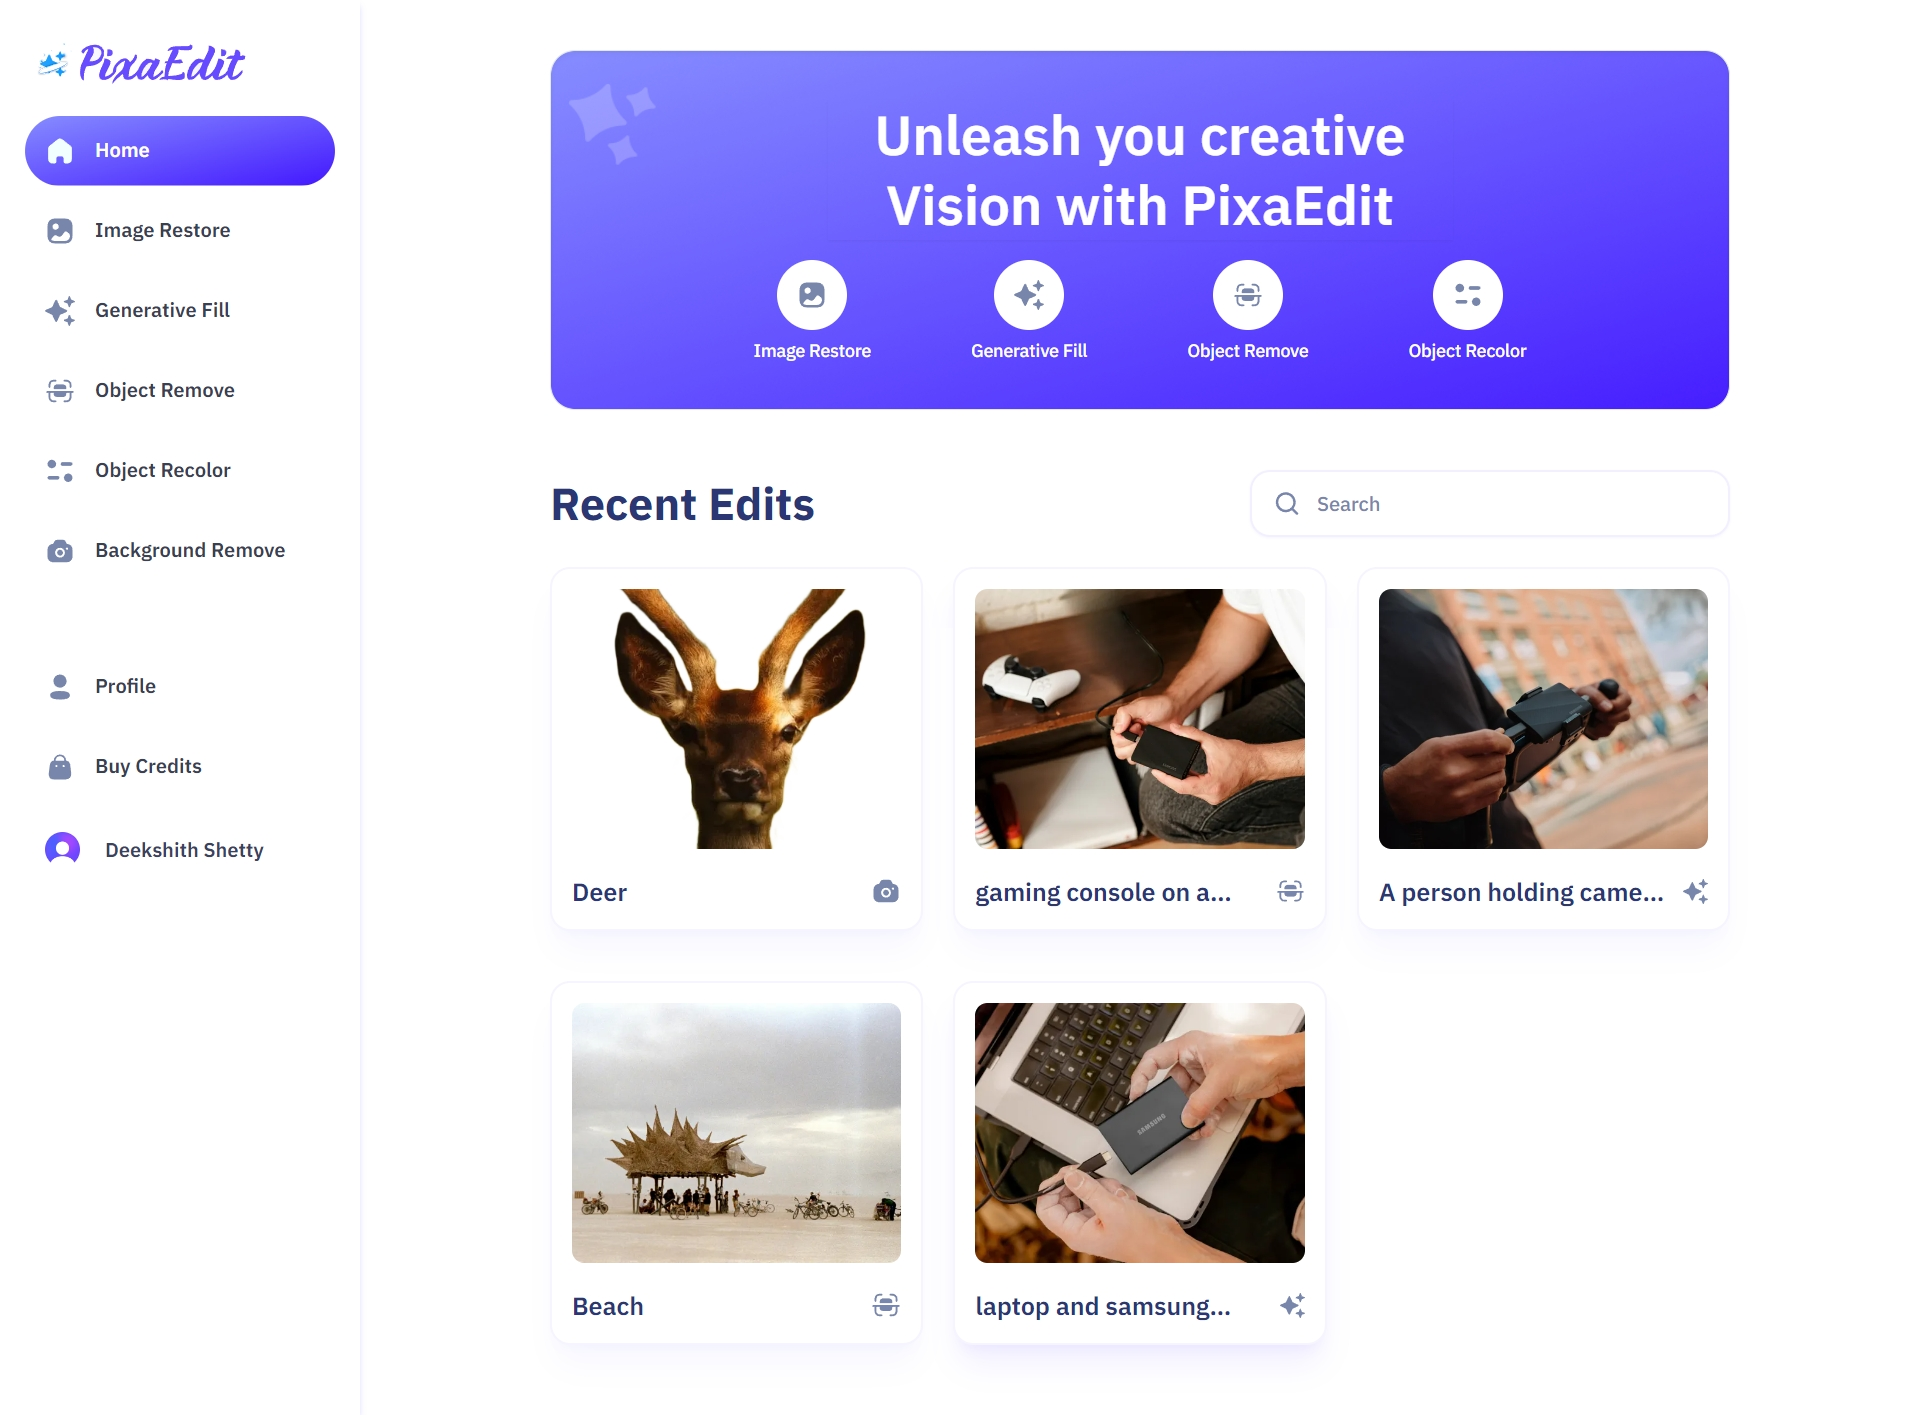 PixaEdit
Home
Image Restore
Generative Fill
Object Remove
Object Recolor
Background Remove
Profile
Buy Credits
Deekshith Shetty
Unleash you creative
Vision with PixaEdit
Image Restore
Generative Fill
Object Remove
Object Recolor
Recent Edits
Search
Deer
gaming console on a...
A person holding came...
SAMSUNG
Beach
laptop and samsung...